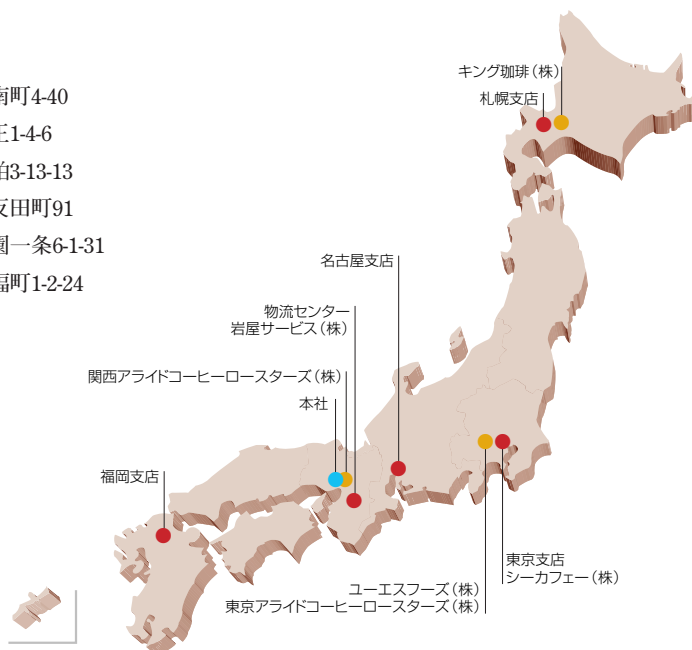 南町4-40
王1-4-6
3-13-13
反田町91
園一条6-1-31
福町1-2-24
キング珈琲(株)
札幌支店
名古屋支店
物流センター
岩屋サービス(株)
関西アライドコーヒーロースターズ(株)
本社
福岡支店
東京支店
シーカフェー(株)
ユーエスフーズ(株)
東京アライドコーヒーロースターズ(株)